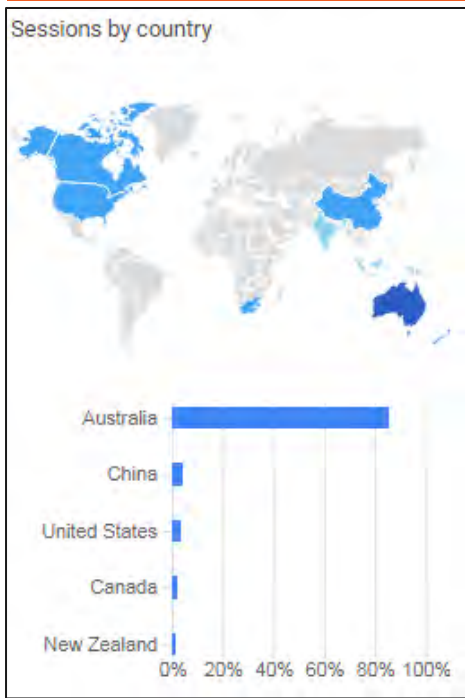 Sessions by country
Australia
China
United States
Canada
New Zealand
0% 20% 40% 60% 80% 100%